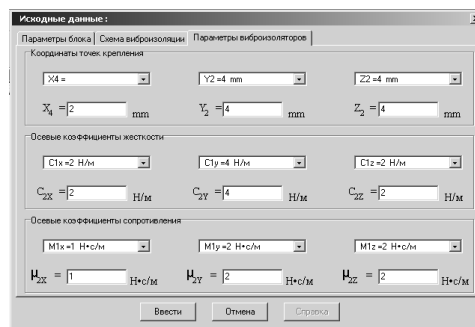 Исходные данные :
Параметры блока Схема виброизоляции Параметры виброизоляторов
Координаты точек крепления
X4 = Y2 =4 mm Z2 =4 mm
X4 = 2 mm Y2 = 4 mm Z2 = 4 mm
Осевые коэффициенты жесткости
C1x =2 Н/м C1y =4 Н/м C1z =2 Н/м
C2X = 2 Н/м C2Y = 4 Н/м C2Z = 2 Н/м
Осевые коэффициенты сопротивления
M1x =1 Н•с/м M1y =2 Н•с/м M1z =2 Н•с/м
μ2X = 1 Н•с/м μ2Y = 2 Н•с/м μ2Z = 2 Н•с/м
Ввести Отмена Справка